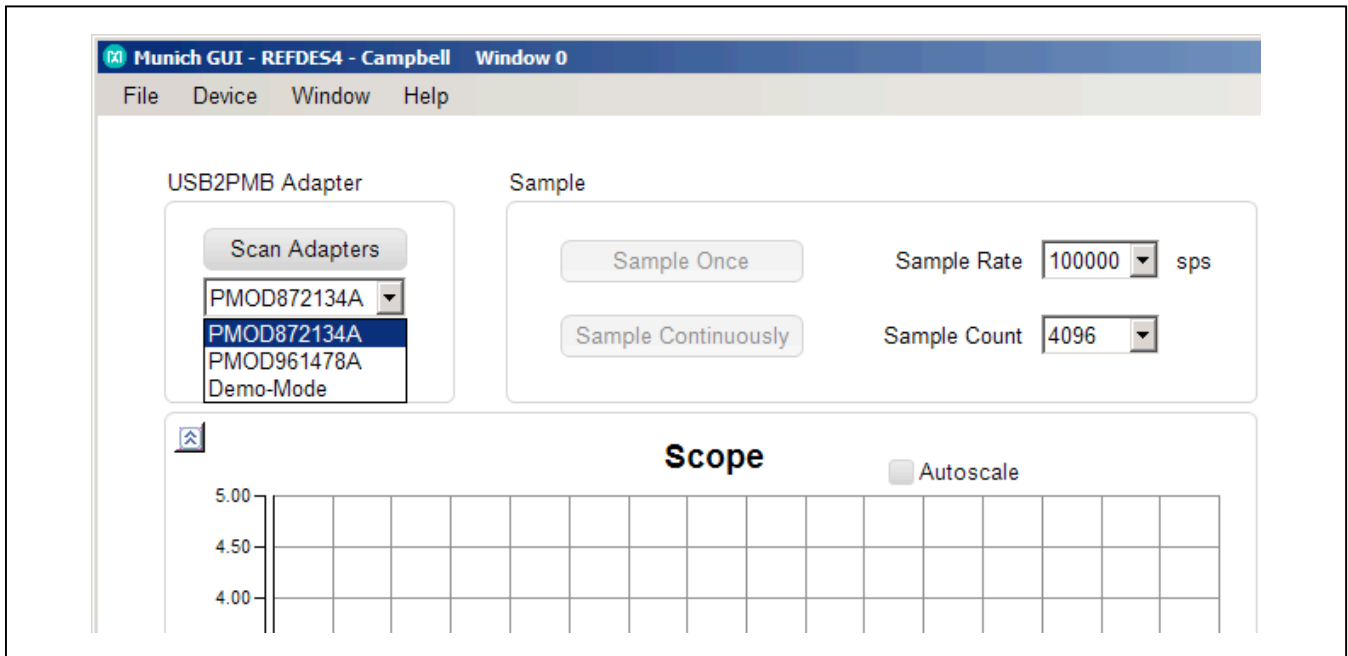 Munich GUI - REFDES4 - Campbell Window 0
File Device Window Help
USB2PMB Adapter
Scan Adapters
PMOD872134A
PMOD872134A
PMOD961478A
Demo-Mode
Sample
Sample Once
Sample Rate 100000 sps
Sample Continuously
Sample Count 4096
Scope
Autoscale
5.00
4.50
4.00